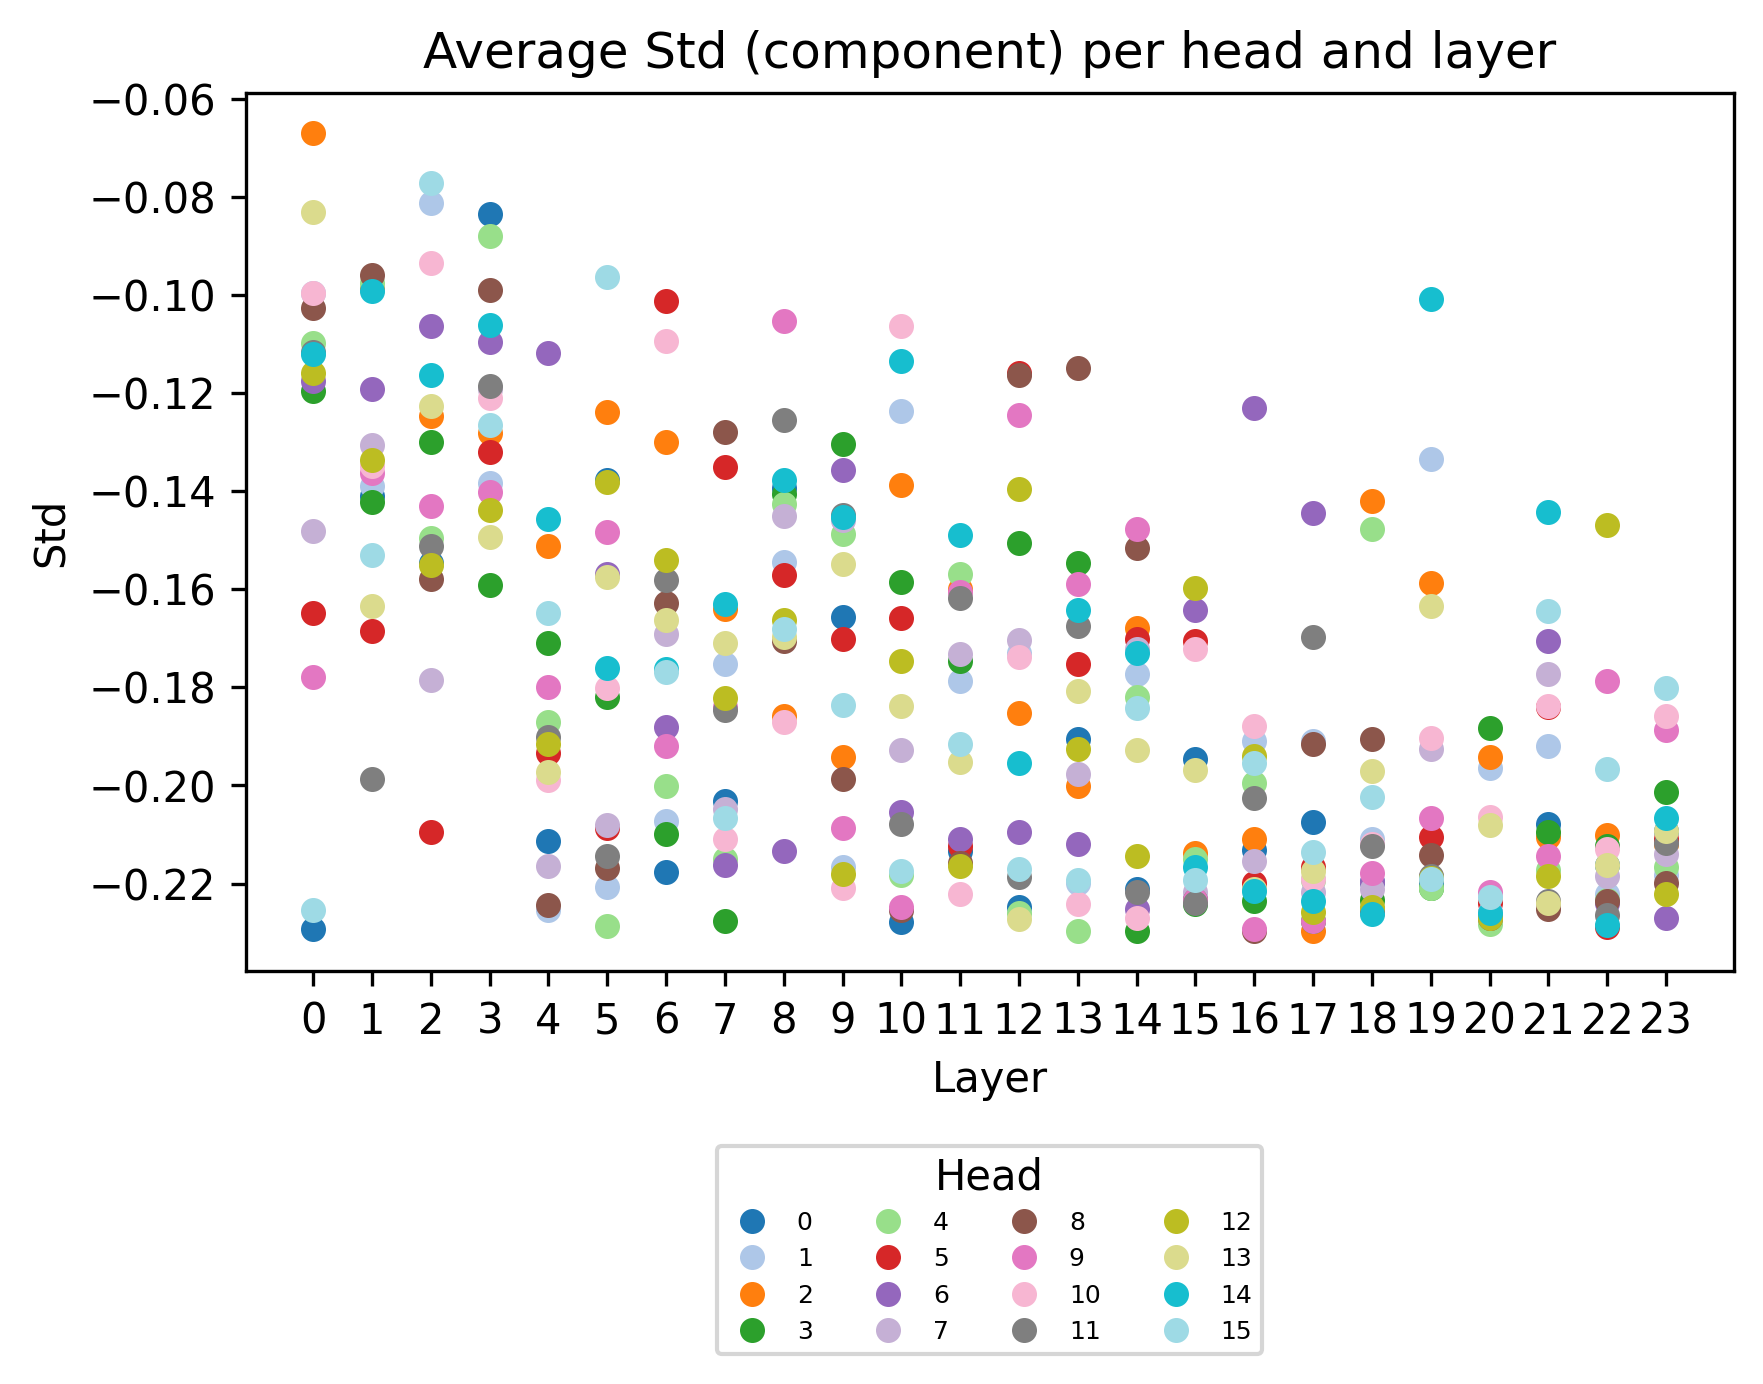 Average Std (component) per head and layer
−0.06
−0.08
−0.10
−0.12
−0.14
−0.16
−0.18
−0.20
−0.22
Std
0 1 2 3 4 5 6 7 8 9 10 11 12 13 14 15 16 17 18 19 20 21 22 23
Layer
Head
0 4 8 12
1 5 9 13
2 6 10 14
3 7 11 15